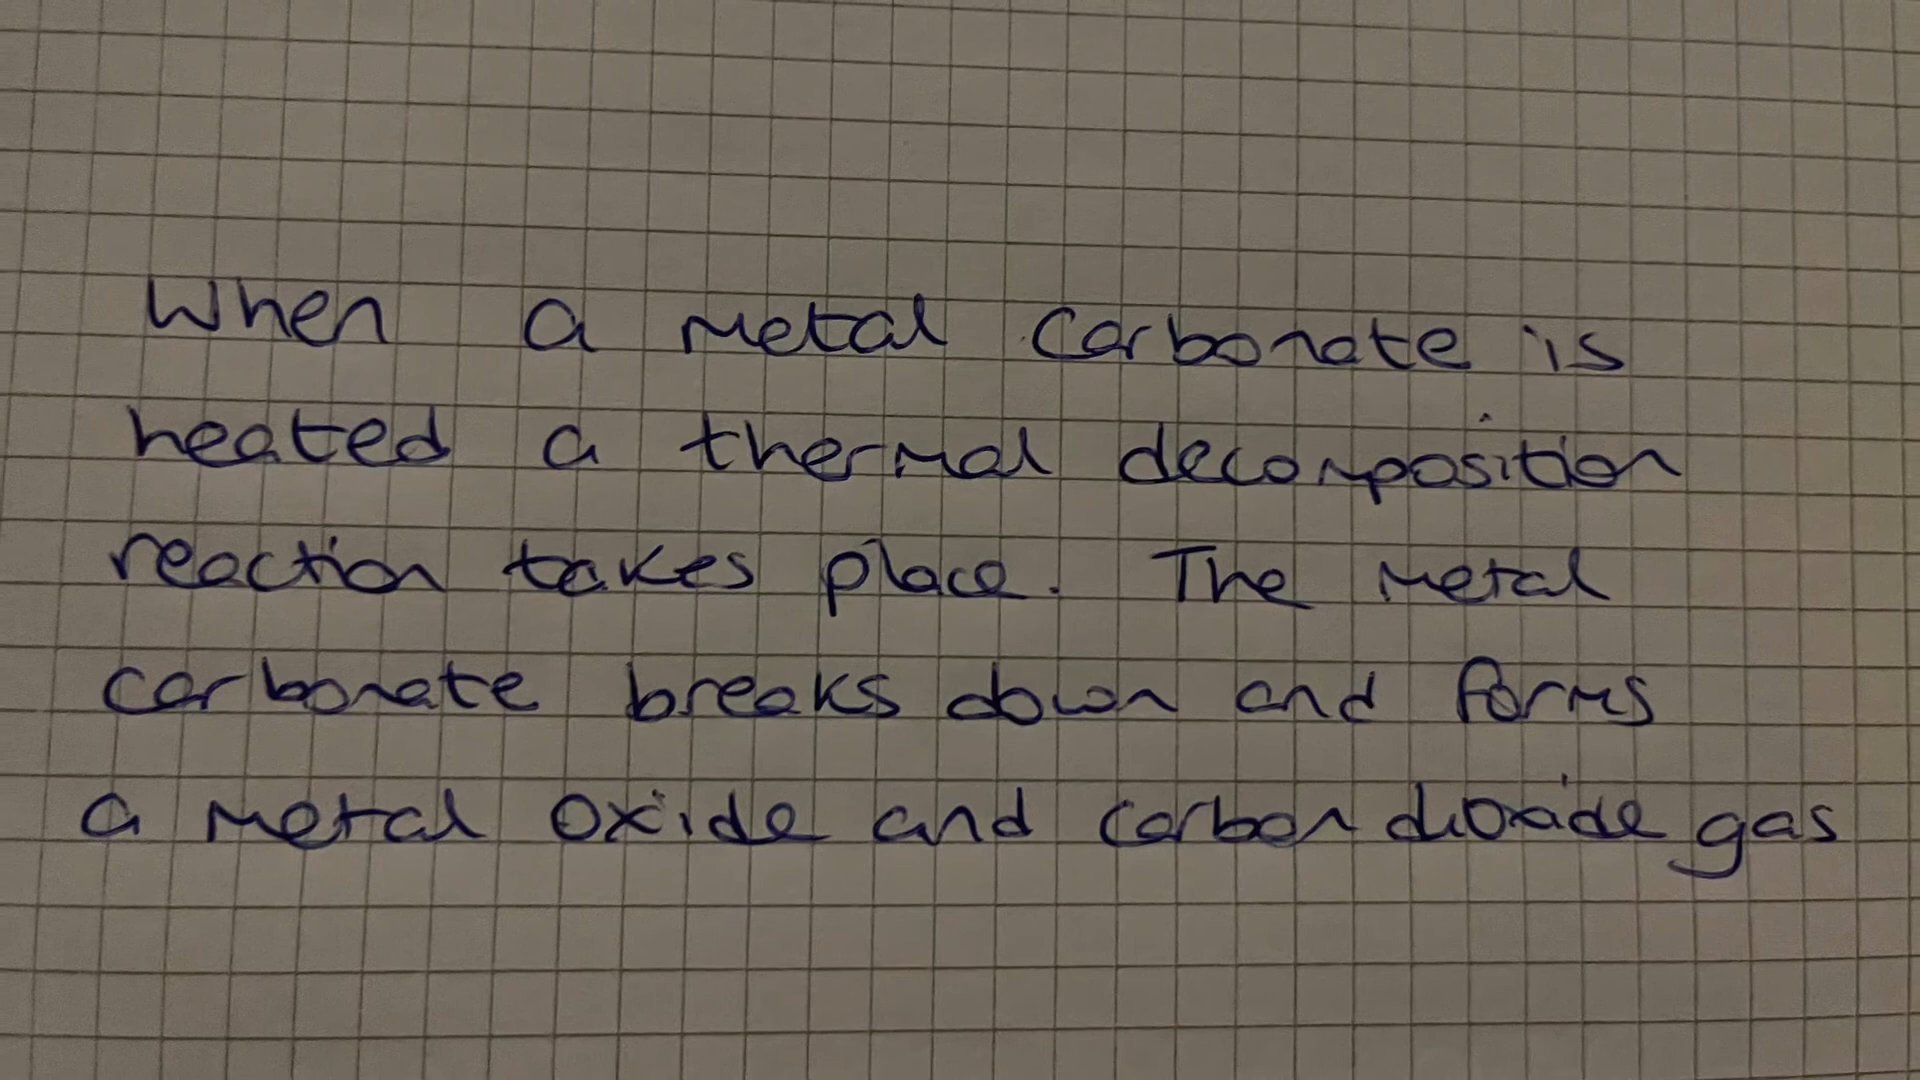 When a metal carbonate is
heated a thermal decomposition
reaction takes place. The metal
carbonate breaks down and forms
a metal oxide and carbon dioxide gas